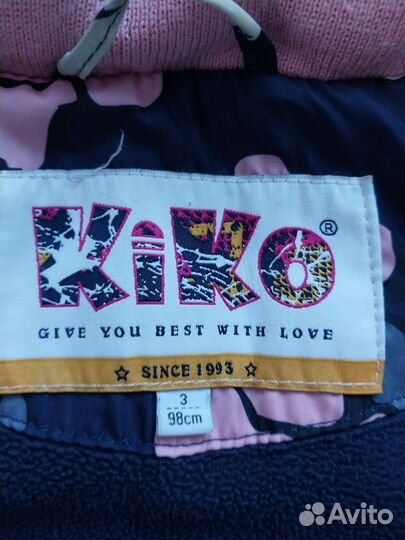 KiKo®
GIVE YOU BEST WITH LOVE
☆ SINCE 1993 ☆
3
98cm
Avito